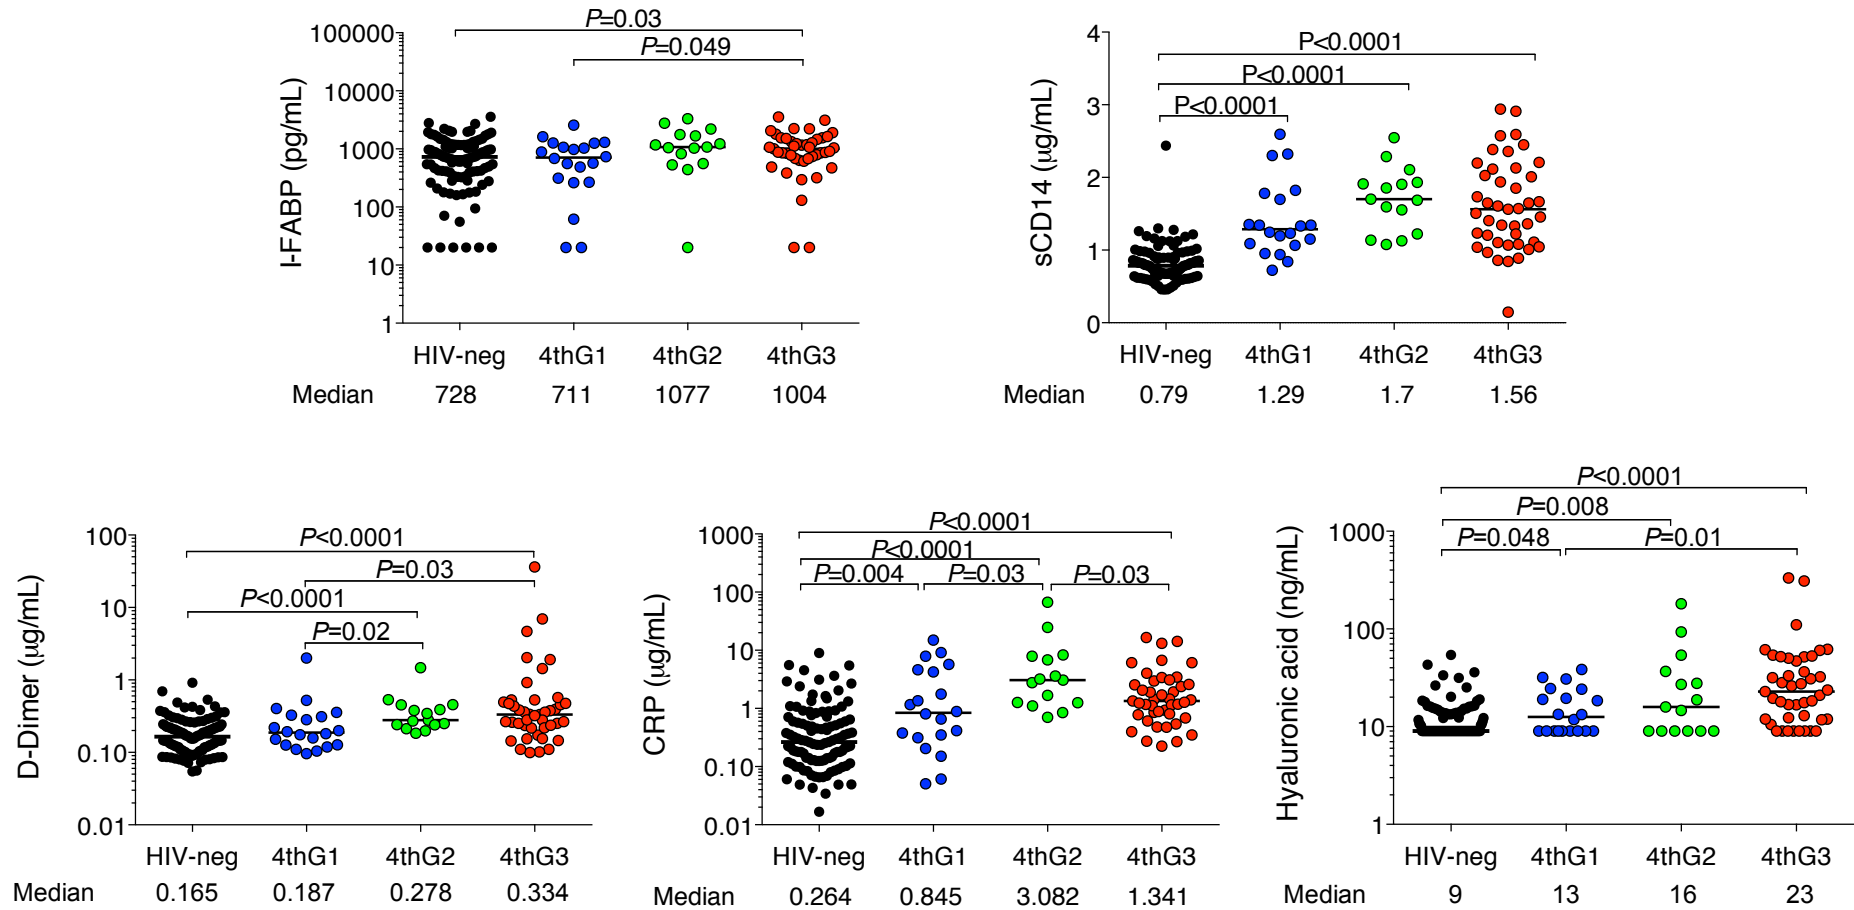 P=0.03
P=0.049
100000
10000
1000
100
10
1
I-FABP (pg/mL)
HIV-neg 4thG1 4thG2 4thG3
Median 728 711 1077 1004
P<0.0001
P<0.0001
P<0.0001
4
3
2
1
0
sCD14 (μg/mL)
HIV-neg 4thG1 4thG2 4thG3
Median 0.79 1.29 1.7 1.56
P<0.0001
P=0.03
P<0.0001
P=0.02
100
10
1
0.10
0.01
D-Dimer (μg/mL)
HIV-neg 4thG1 4thG2 4thG3
Median 0.165 0.187 0.278 0.334
P<0.0001
P<0.0001
P=0.004 P=0.03 P=0.03
1000
100
10
1
0.10
0.01
CRP (μg/mL)
HIV-neg 4thG1 4thG2 4thG3
Median 0.264 0.845 3.082 1.341
P<0.0001
P=0.008
P=0.048 P=0.01
1000
100
10
1
Hyaluronic acid (ng/mL)
HIV-neg 4thG1 4thG2 4thG3
Median 9 13 16 23